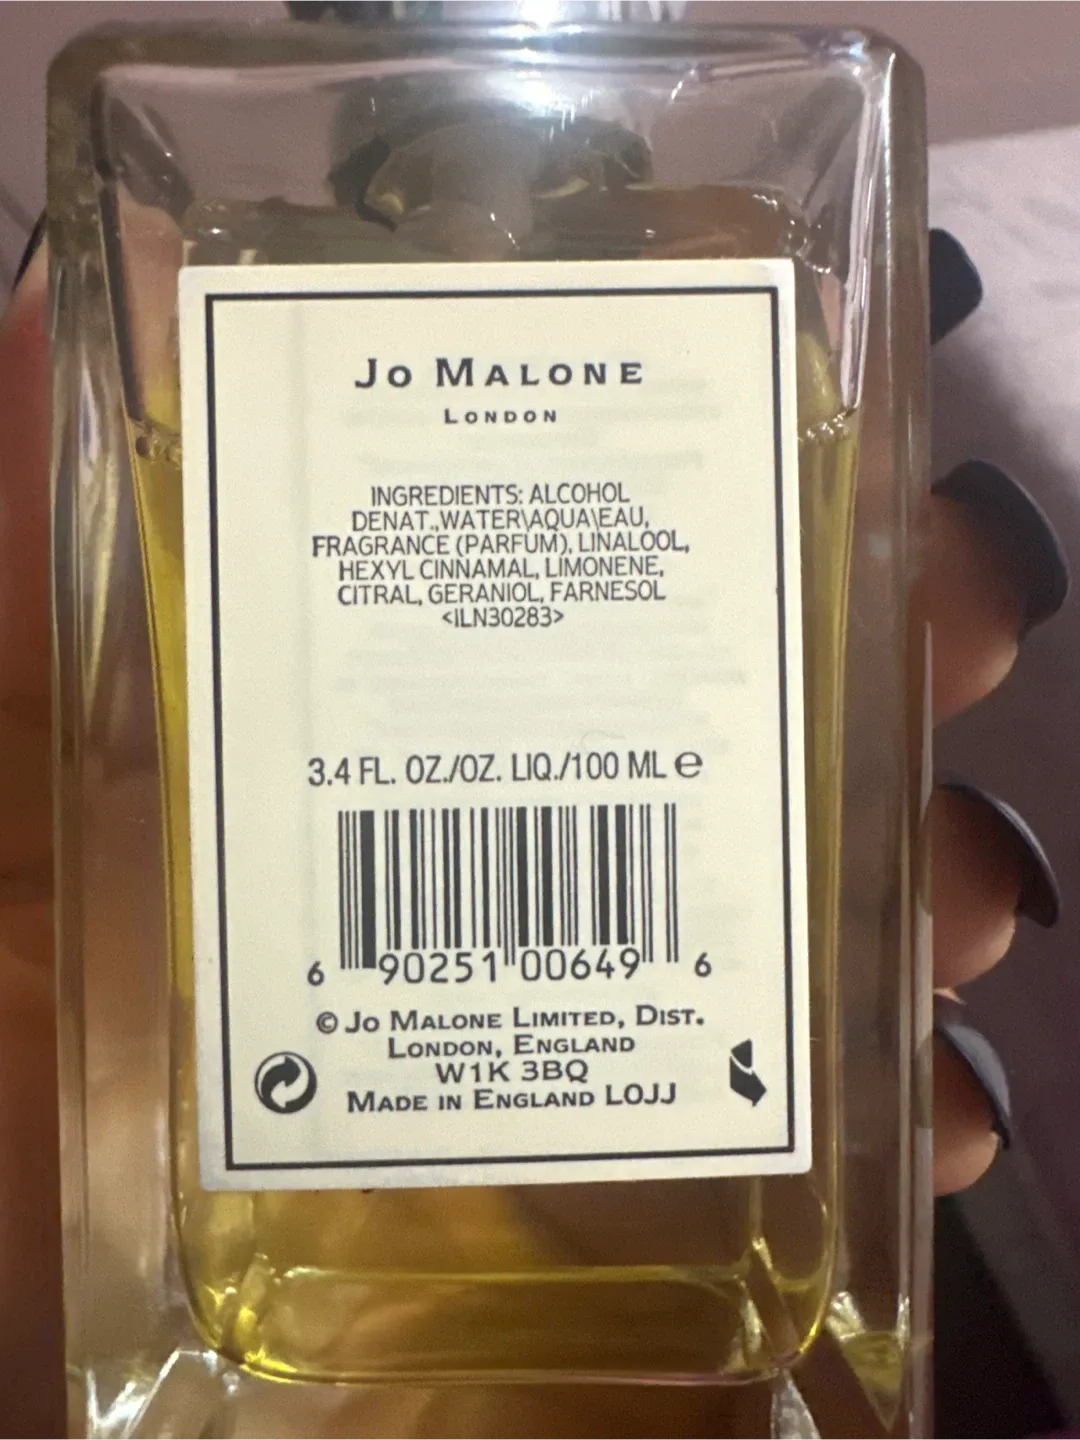 JO MALONE
LONDON
INGREDIENTS: ALCOHOL
DENAT.,WATER\AQUA\EAU,
FRAGRANCE (PARFUM), LINALOOL,
HEXYL CINNAMAL, LIMONENE,
CITRAL, GERANIOL, FARNESOL
<ILN30283>
3.4 FL. OZ./OZ. LIQ./100 ML ℮
6 90251 00649 6
© JO MALONE LIMITED, DIST.
LONDON, ENGLAND
W1K 3BQ
MADE IN ENGLAND LOJJ